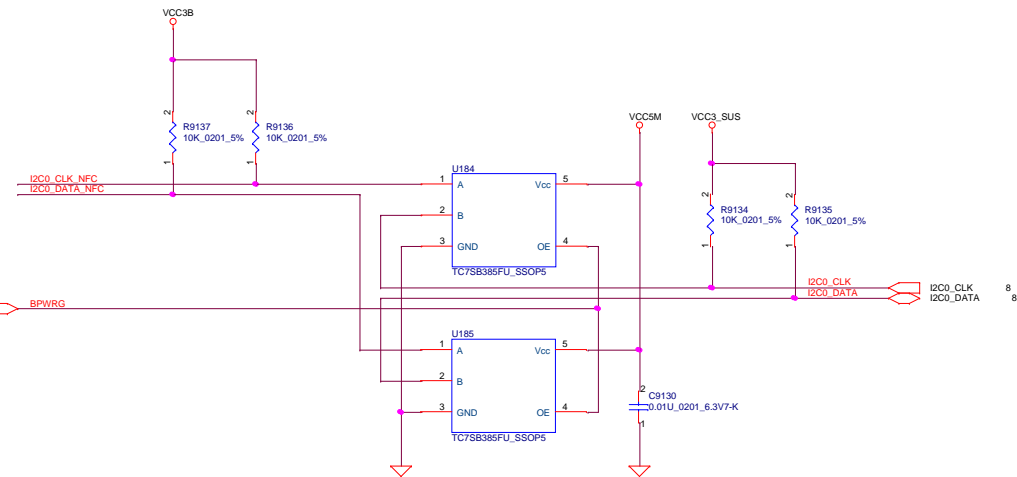 VCC3B
2
R9137
10K_0201_5%
1
2
R9136
10K_0201_5%
1
VCC5M
VCC3_SUS
I2C0_CLK_NFC
I2C0_DATA_NFC
U184
1 A Vcc 5
2 B
3 GND OE 4
TC7SB385FU_SSOP5
2
R9134
10K_0201_5%
1
2
R9135
10K_0201_5%
1
I2C0_CLK I2C0_CLK 8
I2C0_DATA I2C0_DATA 8
BPWRG
U185
1 A Vcc 5
2 B
3 GND OE 4
TC7SB385FU_SSOP5
2
C9130
0.01U_0201_6.3V7-K
1